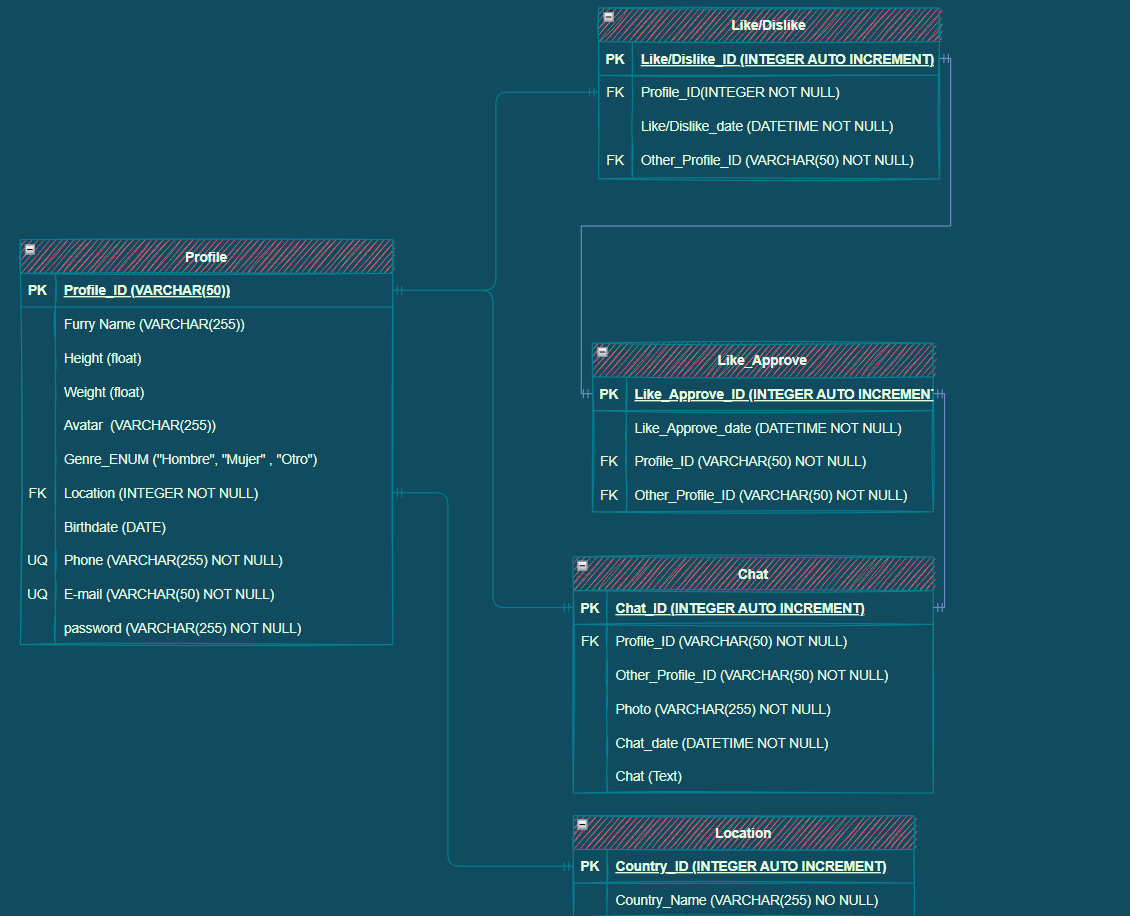 Like/Dislike
PK Like/Dislike_ID (INTEGER AUTO INCREMENT)
FK Profile_ID(INTEGER NOT NULL)
Like/Dislike_date (DATETIME NOT NULL)
FK Other_Profile_ID (VARCHAR(50) NOT NULL)
Profile
PK Profile_ID (VARCHAR(50))
Furry Name (VARCHAR(255))
Height (float)
Weight (float)
Avatar (VARCHAR(255))
Genre_ENUM ("Hombre", "Mujer" , "Otro")
FK Location (INTEGER NOT NULL)
Birthdate (DATE)
UQ Phone (VARCHAR(255) NOT NULL)
UQ E-mail (VARCHAR(50) NOT NULL)
password (VARCHAR(255) NOT NULL)
Like_Approve
PK Like_Approve_ID (INTEGER AUTO INCREMENT
Like_Approve_date (DATETIME NOT NULL)
FK Profile_ID (VARCHAR(50) NOT NULL)
FK Other_Profile_ID (VARCHAR(50) NOT NULL)
Chat
PK Chat_ID (INTEGER AUTO INCREMENT)
FK Profile_ID (VARCHAR(50) NOT NULL)
Other_Profile_ID (VARCHAR(50) NOT NULL)
Photo (VARCHAR(255) NOT NULL)
Chat_date (DATETIME NOT NULL)
Chat (Text)
Location
PK Country_ID (INTEGER AUTO INCREMENT)
Country_Name (VARCHAR(255) NO NULL)